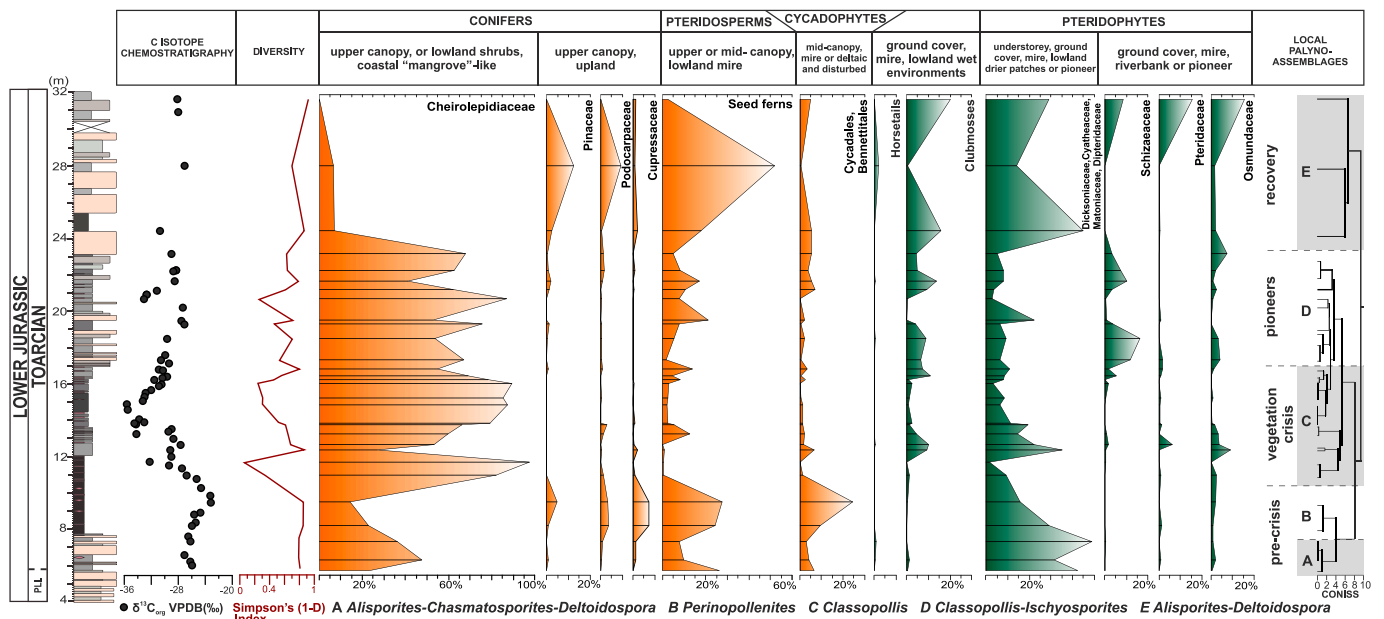 C ISOTOPE
CHEMOSTRATIGRAPHY
DIVERSITY
CONIFERS
PTERIDOSPERMS
CYCADOPHYTES
PTERIDOPHYTES
LOCAL
PALYNO-
ASSEMBLAGES
upper canopy, or lowland shrubs,
coastal “mangrove”-like
upper canopy,
upland
upper or mid- canopy,
lowland mire
mid-canopy,
mire or deltaic
and disturbed
ground cover,
mire, lowland wet
environments
understorey, ground
cover, mire, lowland
drier patches or pioneer
ground cover, mire,
riverbank or pioneer
(m)
32
28
24
20
16
12
8
4
LOWER JURASSIC
TOARCIAN
PLI.
Cheirolepidiaceae
Pinaceae
Podocarpaceae
Cupressaceae
Seed ferns
Cycadales,
Bennettitales
Horsetails
Clubmosses
Dicksoniaceae,Cyatheaceae,
Matoniaceae, Dipteridaceae
Schizaeaceae
Pteridaceae
Osmundaceae
recovery
pioneers
vegetation
crisis
pre-crisis
E
D
C
B
A
-36 -28 -20
0 0.4 1
20% 60% 100% 20% 20% 60% 20% 20% 20% 60% 20% 20% 20%
0 2 4 6 8 10
CONISS
δ13Corg VPDB(‰)
Simpson's (1-D)
Index
A Alisporites-Chasmatosporites-Deltoidospora B Perinopollenites C Classopollis D Classopollis-Ischyosporites E Alisporites-Deltoidospora